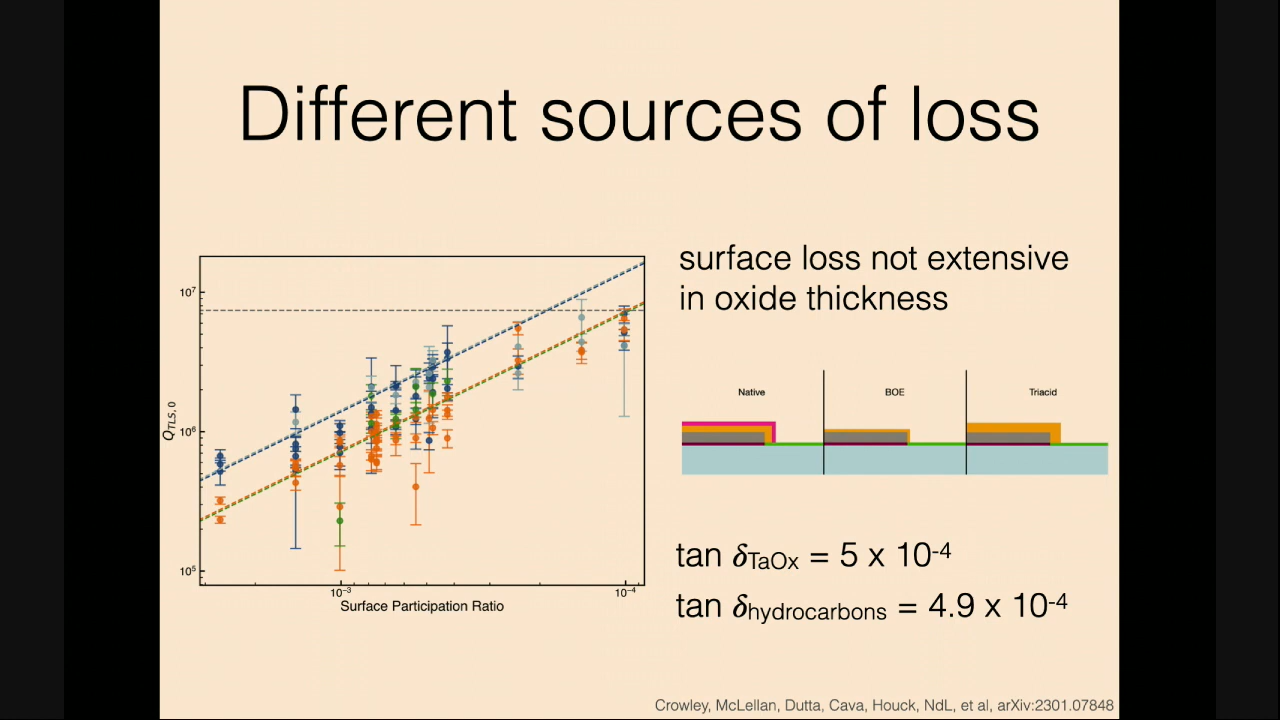 Different sources of loss
surface loss not extensive
in oxide thickness
10⁷
10⁶
10⁵
Q_TLS, 0
10⁻³
10⁻⁴
Surface Participation Ratio
Native
BOE
Triacid
tan δ_TaOx = 5 x 10⁻⁴
tan δ_hydrocarbons = 4.9 x 10⁻⁴
Crowley, McLellan, Dutta, Cava, Houck, NdL, et al, arXiv:2301.07848